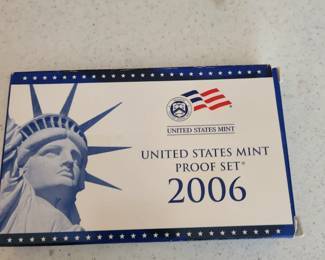 UNITED STATES MINT
UNITED STATES MINT
PROOF SET®
2006